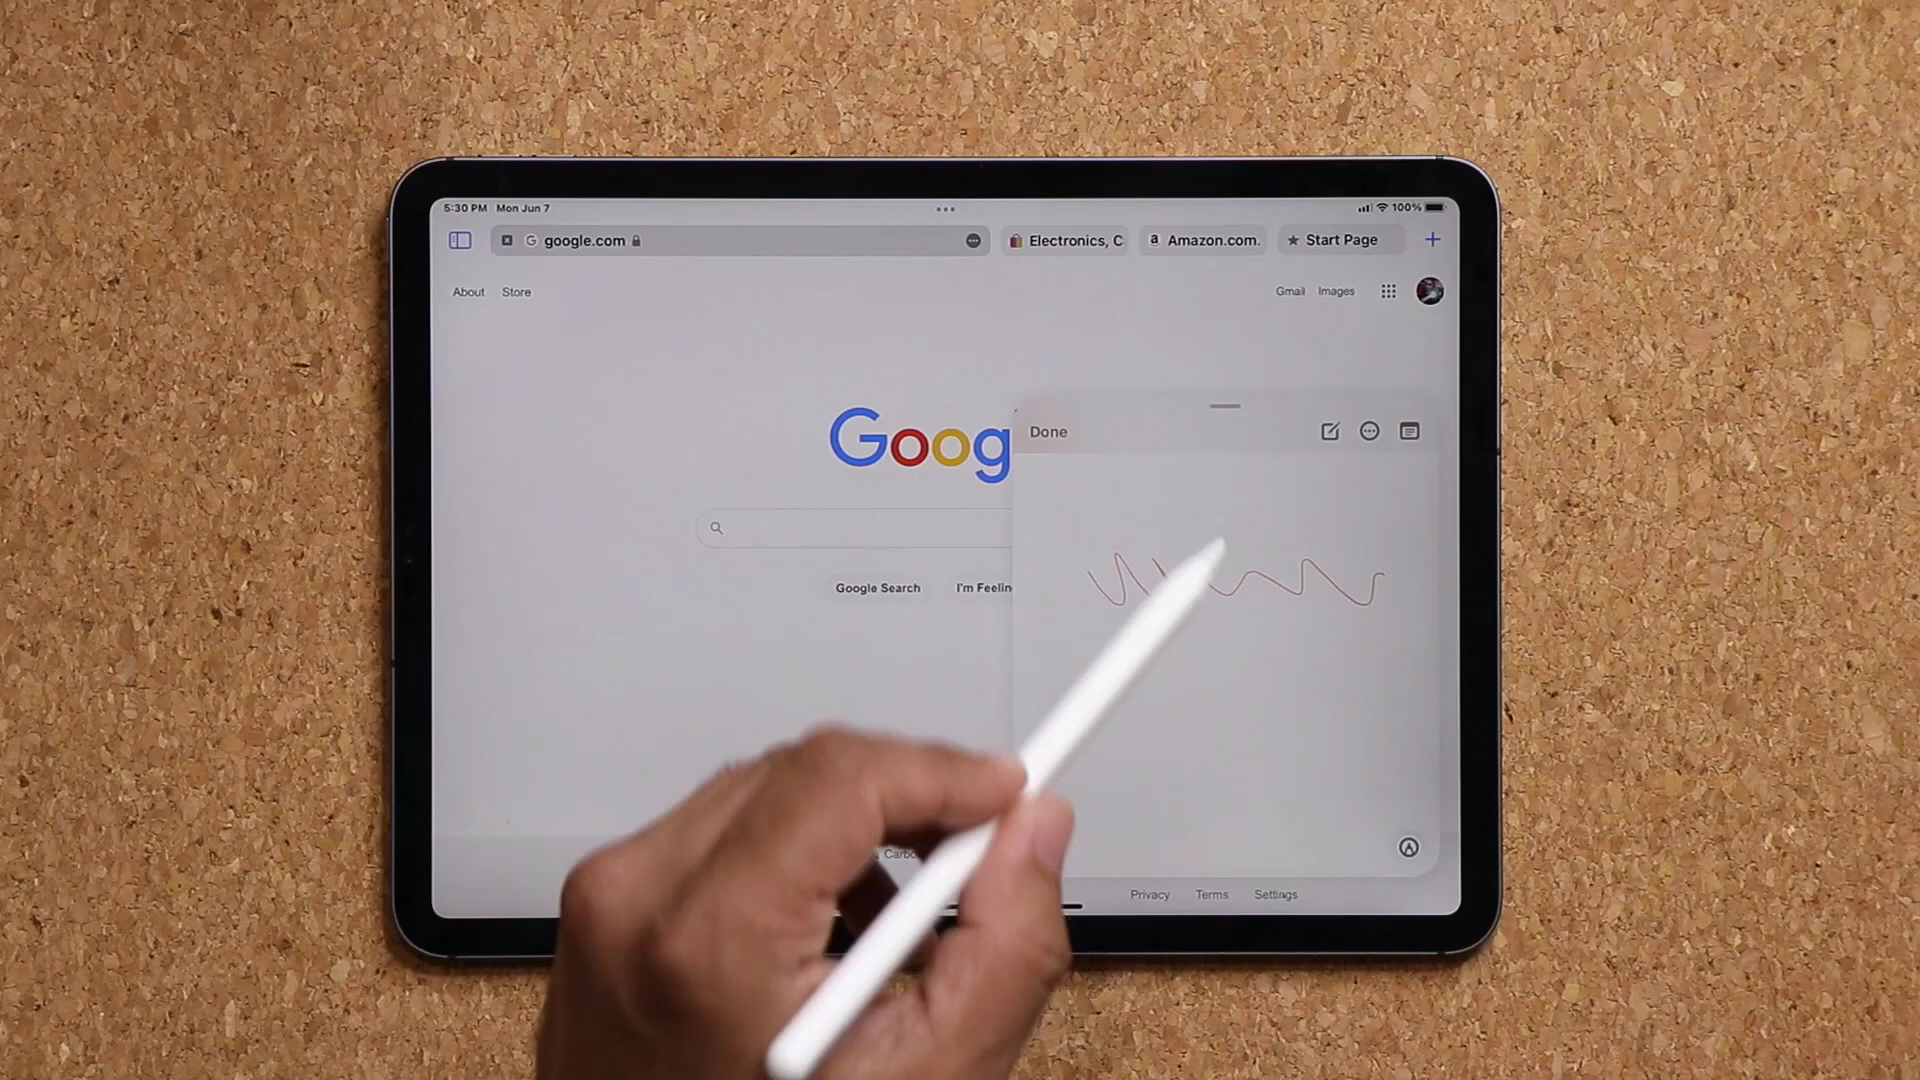 5:30 PM Mon Jun 7
100%
google.com
Electronics, C
Amazon.com.
Start Page
About Store
Gmail Images
Goog
Done
Google Search
I'm Feelin
Carbo
Privacy Terms Settings